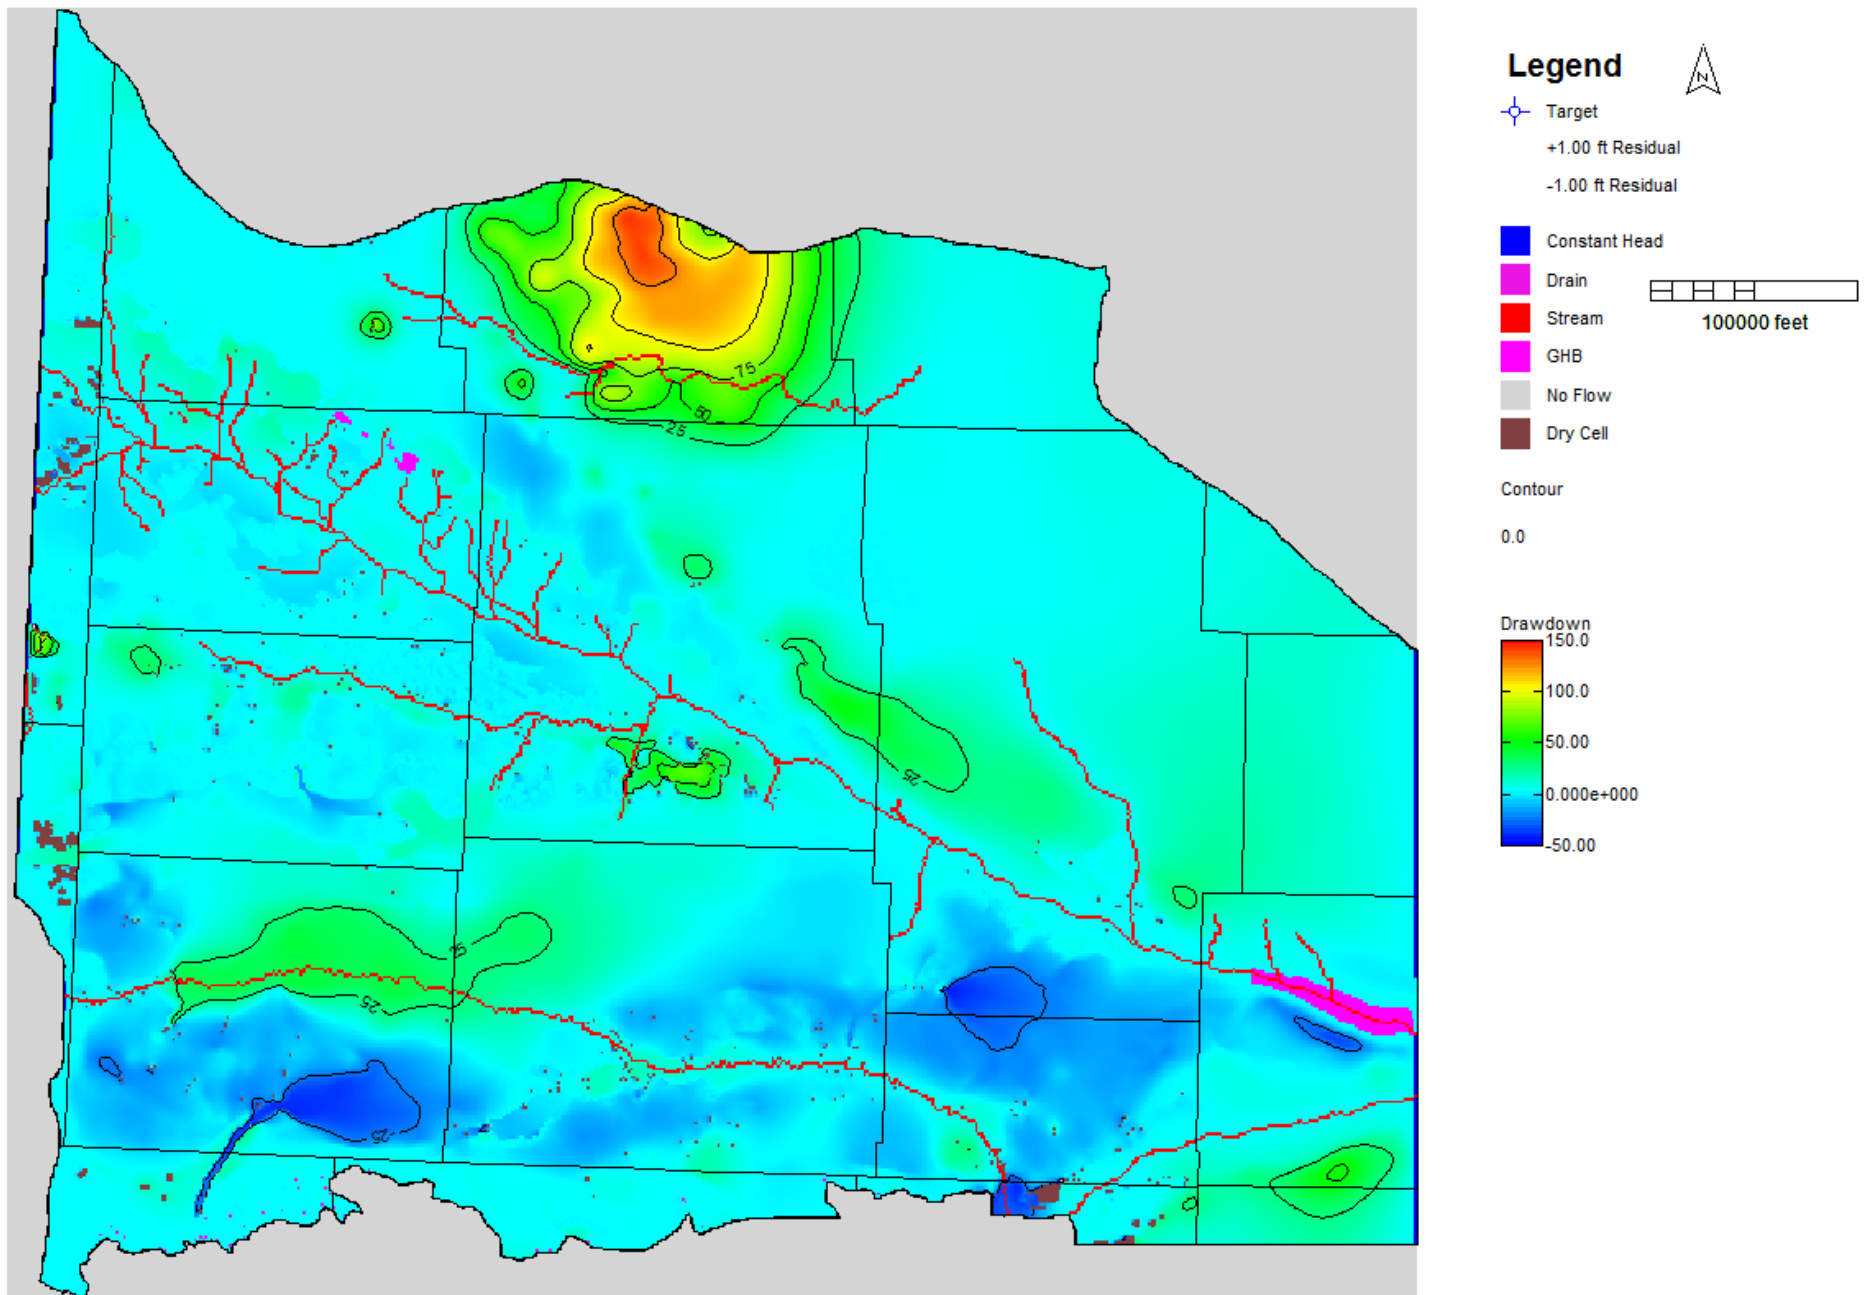 Legend
N
Target
+1.00 ft Residual
-1.00 ft Residual
Constant Head
Drain
Stream
GHB
No Flow
Dry Cell
100000 feet
Contour
0.0
Drawdown
150.0
100.0
50.00
0.000e+000
-50.00
75
50
25
25
25
-25